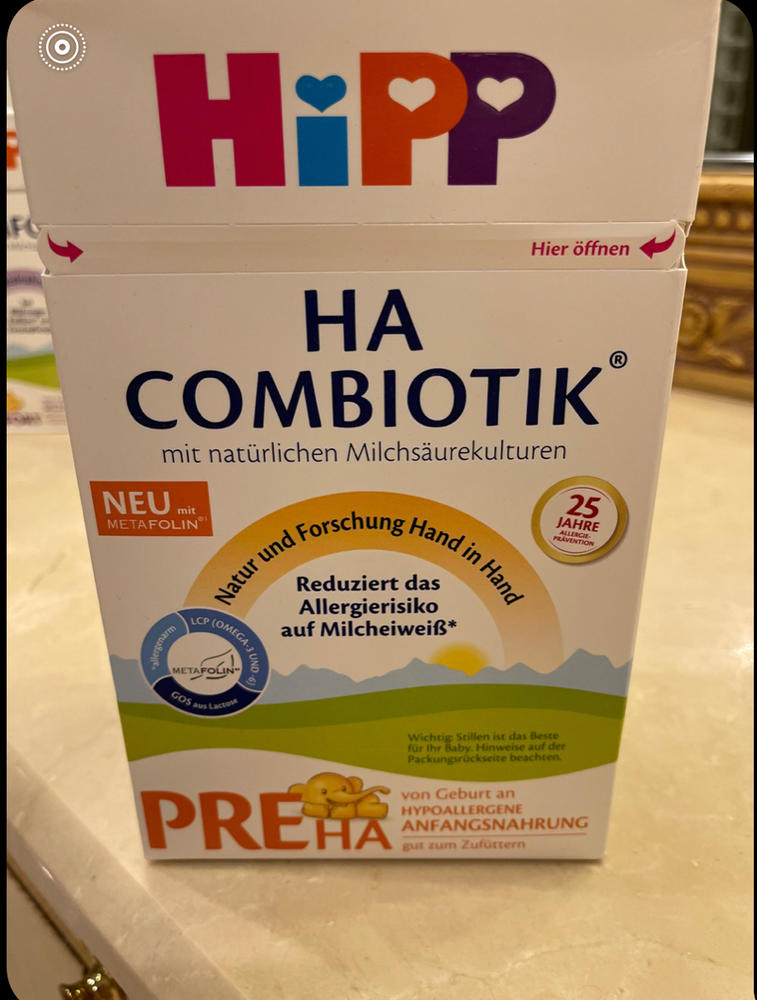 HiPP
Hier öffnen
HA
COMBIOTIK®
mit natürlichen Milchsäurekulturen
NEU mit
METAFOLIN®¹
25
JAHRE
ALLERGIE-
PRÄVENTION
Natur und Forschung Hand in Hand
Reduziert das
Allergierisiko
auf Milcheiweiß*
*allergenarm
LCP (OMEGA-3 UND -6)
METAFOLIN
GOS aus Lactose
Wichtig: Stillen ist das Beste
für Ihr Baby. Hinweise auf der
Packungsrückseite beachten.
PRE HA
von Geburt an
HYPOALLERGENE
ANFANGSNAHRUNG
gut zum Zufüttern